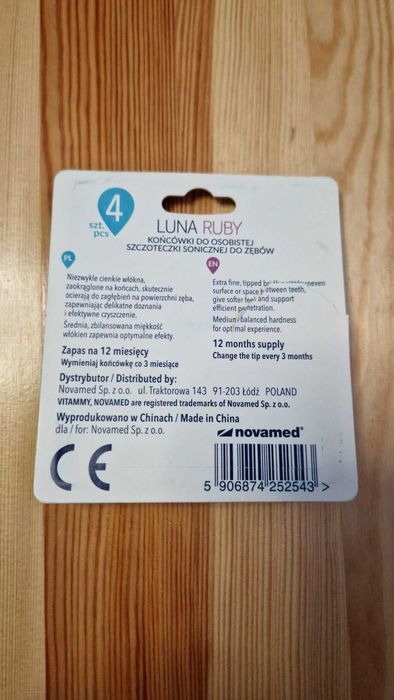 4
szt.
pcs
LUNA RUBY
KOŃCÓWKI DO OSOBISTEJ
SZCZOTECZKI SONICZNEJ DO ZĘBÓW
PL
Niezwykle cienkie włókna,
zaokrąglone na końcach, skutecznie
ocierają do zagłębień na powierzchni zęba,
zapewniając delikatne doznania
i efektywne czyszczenie.
Średnia, zbilansowana miękkość
włókien zapewnia optymalne efekty.
Zapas na 12 miesięcy
Wymieniaj końcówkę co 3 miesiące
EN
Extra fine, tipped uneven
surface or space between teeth,
give softer feel and support
efficient penetration.
Medium balanced hardness
for optimal experience.
12 months supply
Change the tip every 3 months
Dystrybutor / Distributed by:
Novamed Sp. z o.o. ul. Traktorowa 143 91-203 Łódź POLAND
VITAMMY, NOVAMED are registered trademarks of Novamed Sp. z o.o.
Wyprodukowano w Chinach / Made in China
dla / for: Novamed Sp. z o.o.
CE
novamed®
5 906874 252543 >